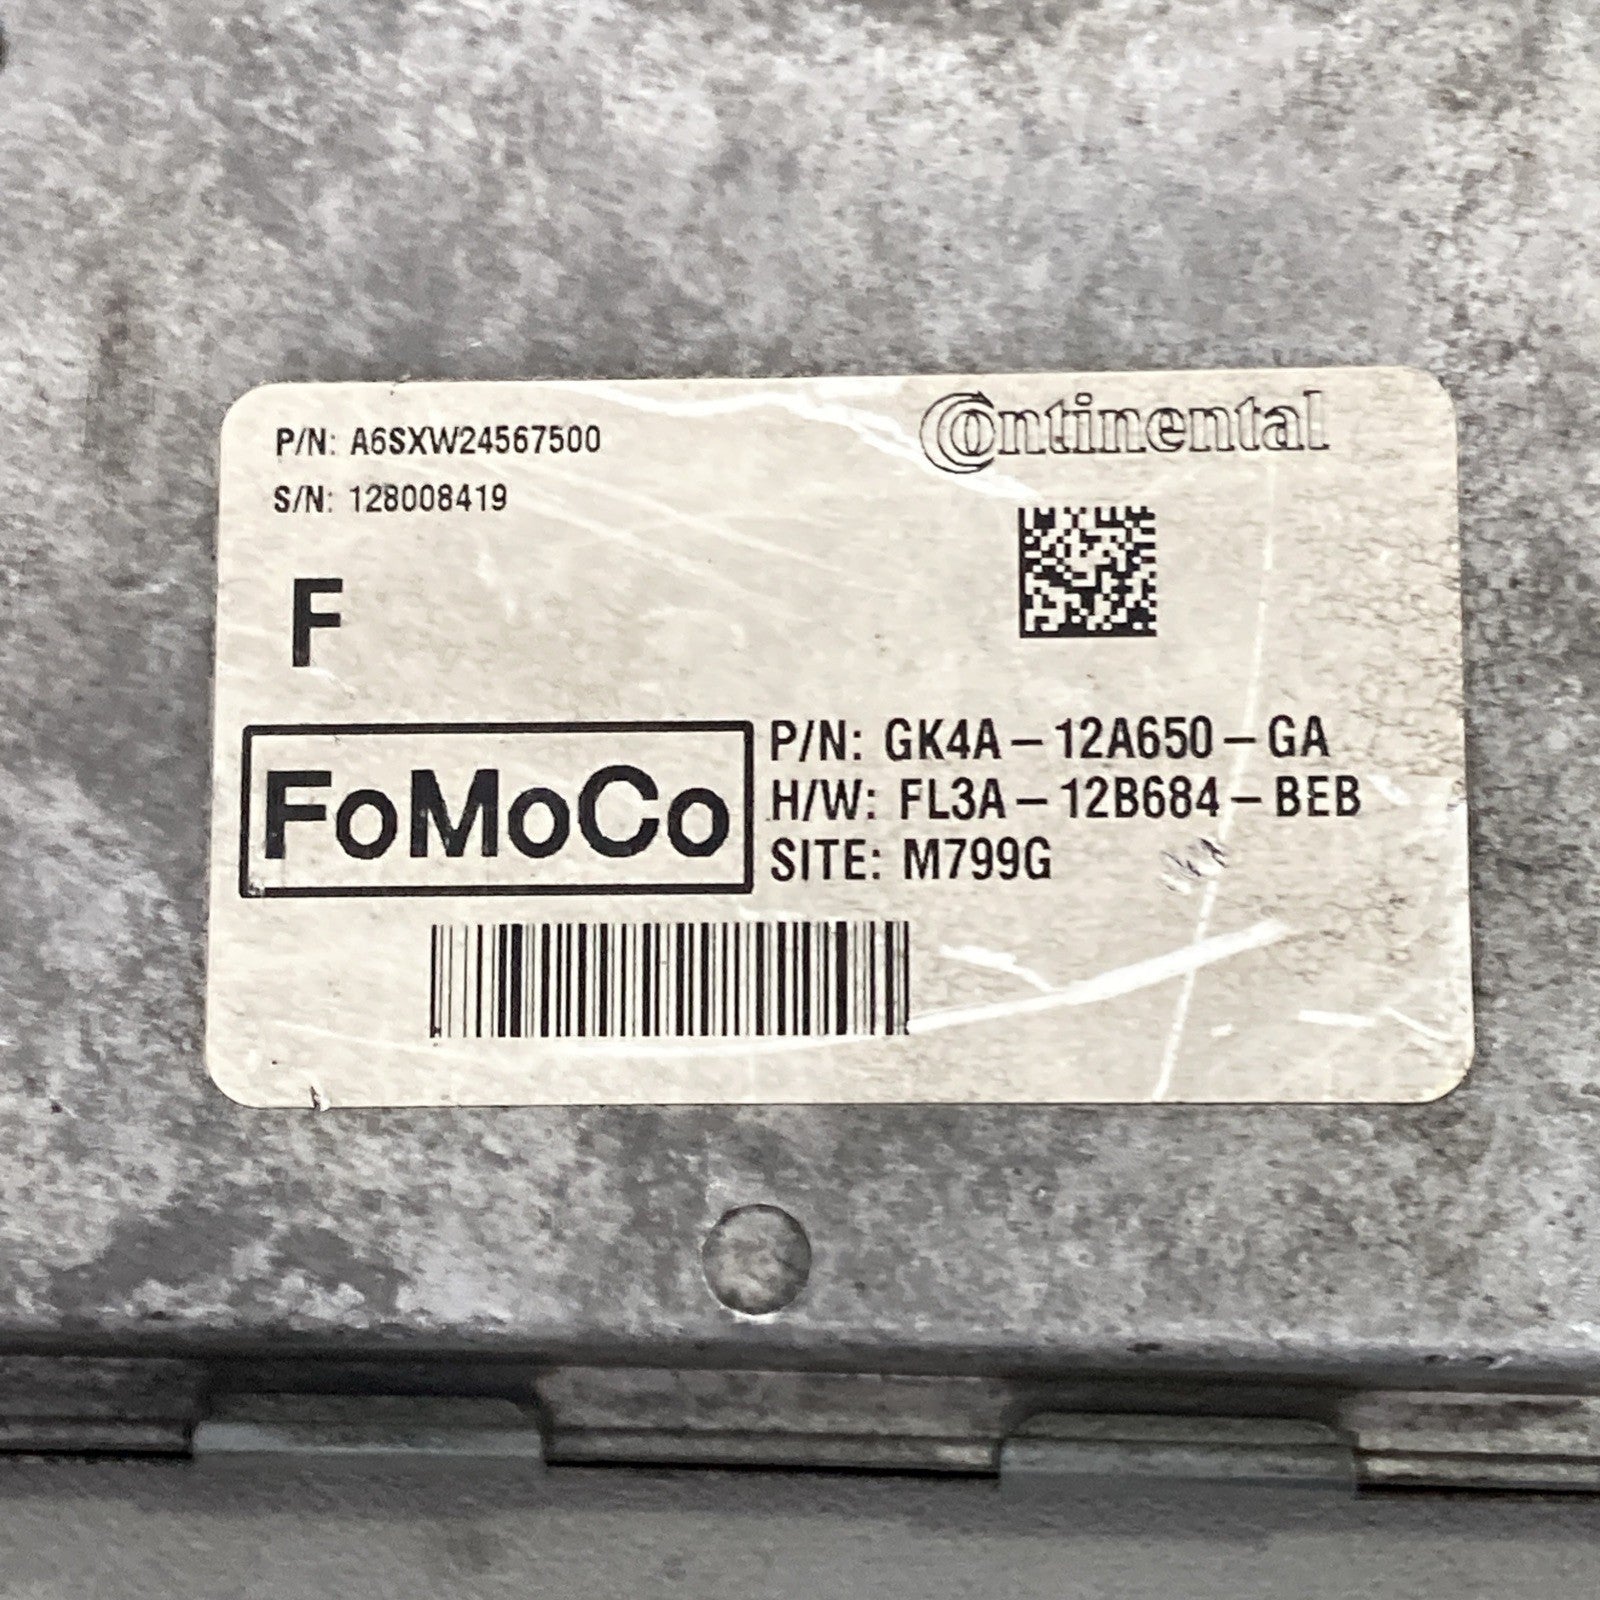 Continental
P/N: A6SXW24567500
S/N: 128008419
F
FoMoCo
P/N: GK4A-12A650-GA
H/W: FL3A-12B684-BEB
SITE: M799G